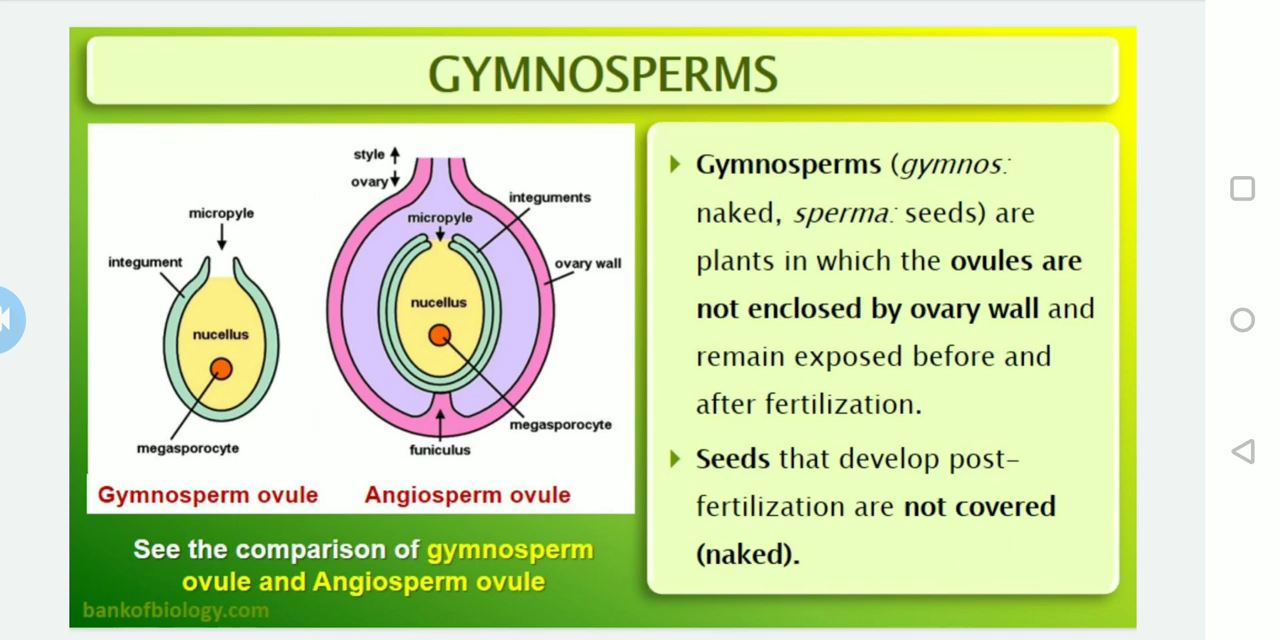 GYMNOSPERMS
style
ovary
micropyle
integument
nucellus
megasporocyte
micropyle
integuments
ovary wall
nucellus
megasporocyte
funiculus
Gymnosperm ovule
Angiosperm ovule
See the comparison of gymnosperm
ovule and Angiosperm ovule
bankofbiology.com
Gymnosperms (gymnos:
naked, sperma: seeds) are
plants in which the ovules are
not enclosed by ovary wall and
remain exposed before and
after fertilization.
Seeds that develop post-
fertilization are not covered
(naked).